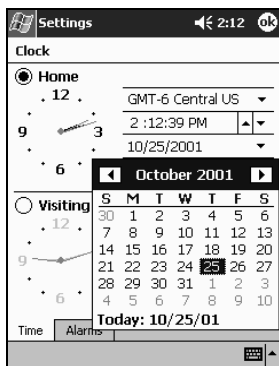 Settings 2:12 ok
Clock
Home
12
9 3
6
GMT-6 Central US
2 :12:39 PM
10/25/2001
Visiting
12
9
6
October 2001
S M T W T F S
30 1 2 3 4 5 6
7 8 9 10 11 12 13
14 15 16 17 18 19 20
21 22 23 24 25 26 27
28 29 30 31 1 2 3
4 5 6 7 8 9 10
Today: 10/25/01
Time Alarms